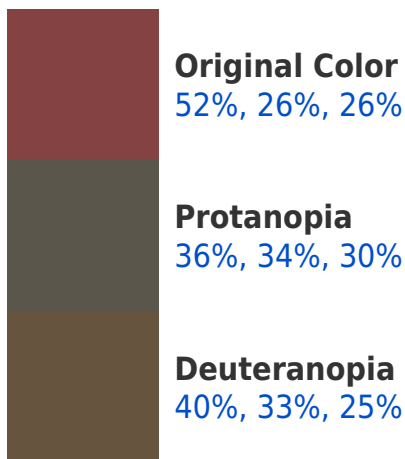 Original Color
52%, 26%, 26%
Protanopia
36%, 34%, 30%
Deuteranopia
40%, 33%, 25%